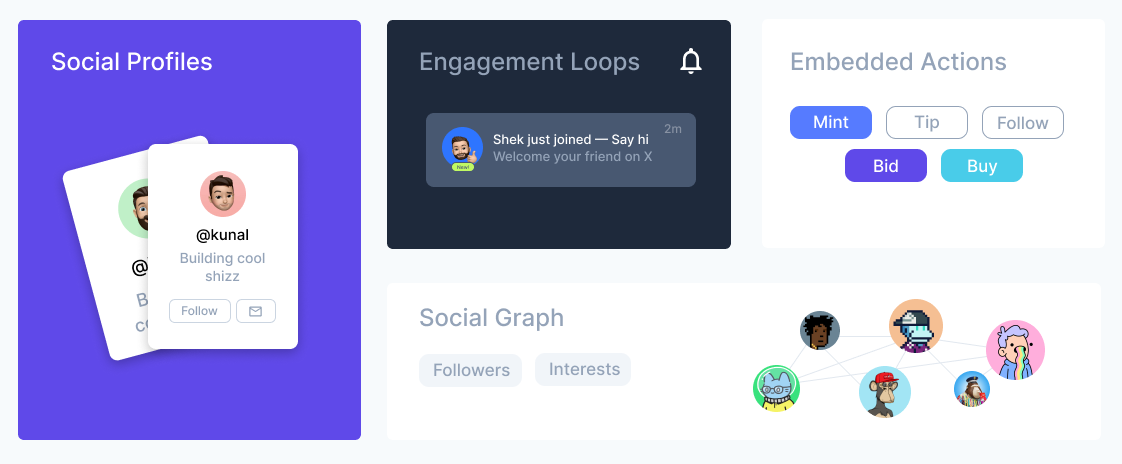 Social Profiles
@kunal
Building cool
shizz
Follow
Engagement Loops
Shek just joined — Say hi
2m
Welcome your friend on X
New!
Embedded Actions
Mint
Tip
Follow
Bid
Buy
Social Graph
Followers
Interests